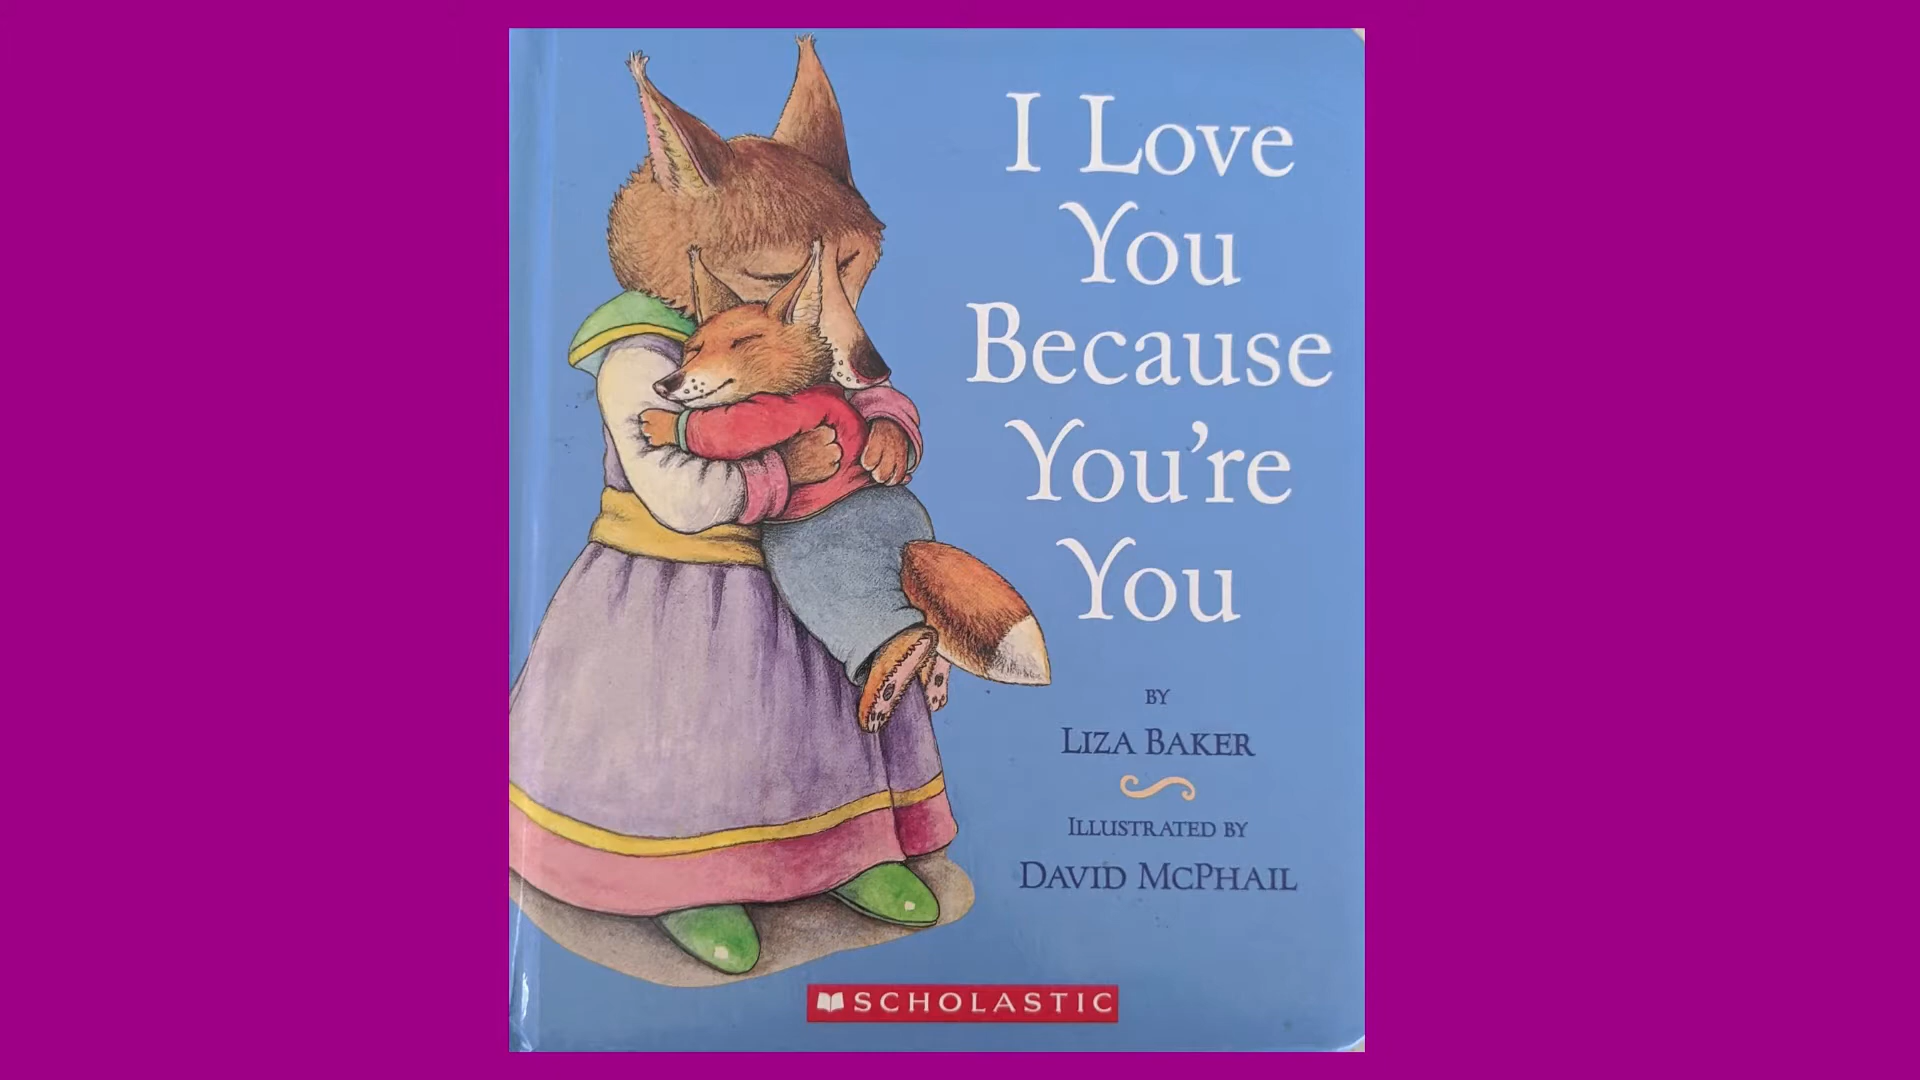 I Love
You
Because
You're
You
BY
LIZA BAKER
ILLUSTRATED BY
DAVID MCPHAIL
SCHOLASTIC